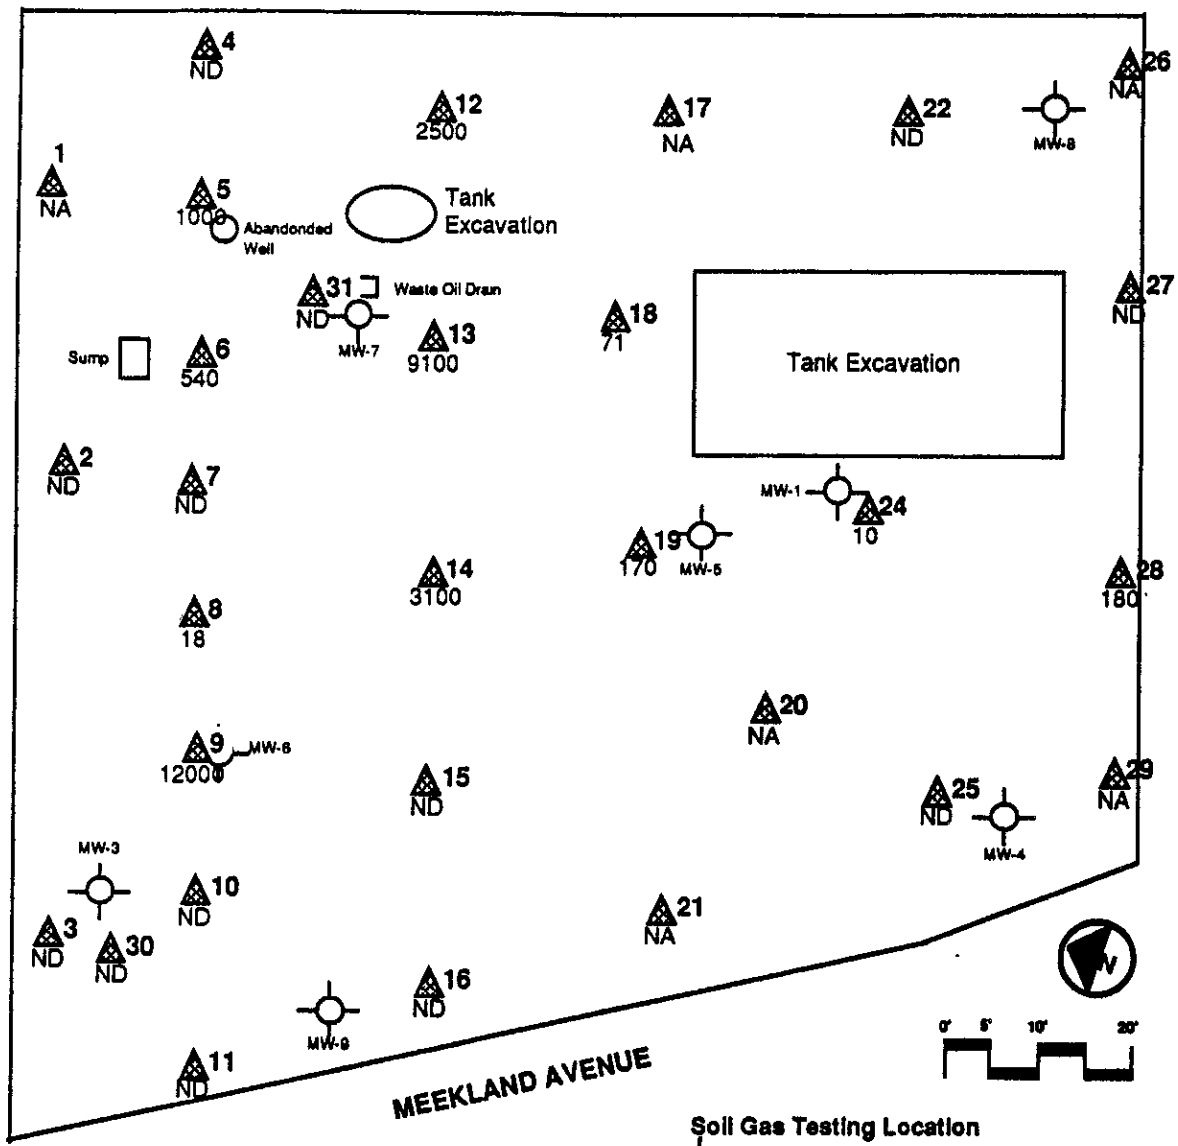 4
ND
26
NA
12
2500
17
NA
22
ND
MW-8
1
NA
5
1000
Abandonded
Well
Tank
Excavation
31
ND
Waste Oil Drain
MW-7
27
ND
18
71
13
9100
Tank Excavation
Sump
6
540
2
ND
7
ND
MW-1
24
10
19
170
MW-5
14
3100
28
180
8
18
20
NA
9
12000
MW-6
15
ND
25
ND
29
NA
MW-4
MW-3
10
ND
21
NA
3
ND
30
ND
16
ND
MW-9
N
0' 5' 10' 20'
11
ND
MEEKLAND AVENUE
Soil Gas Testing Location